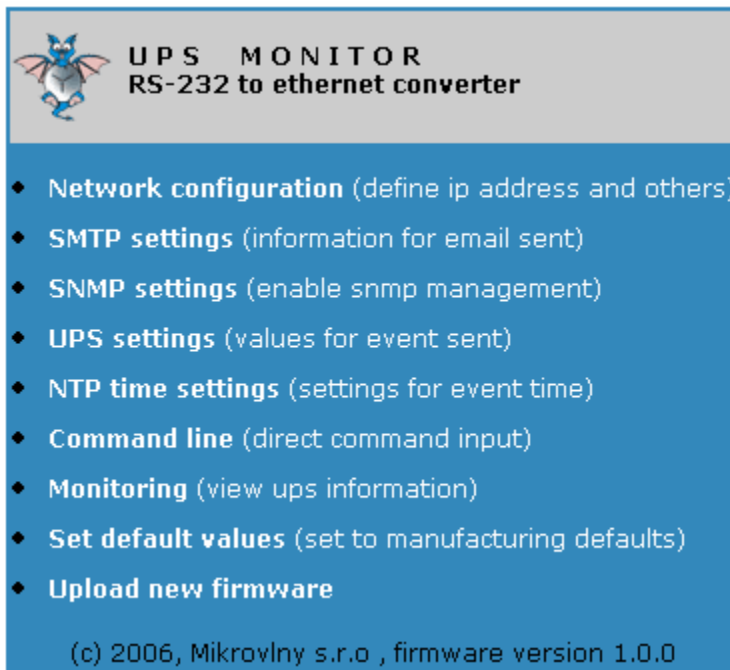 UPS MONITOR
RS-232 to ethernet converter
Network configuration (define ip address and others)
SMTP settings (information for email sent)
SNMP settings (enable snmp management)
UPS settings (values for event sent)
NTP time settings (settings for event time)
Command line (direct command input)
Monitoring (view ups information)
Set default values (set to manufacturing defaults)
Upload new firmware
(c) 2006, Mikrovlny s.r.o , firmware version 1.0.0